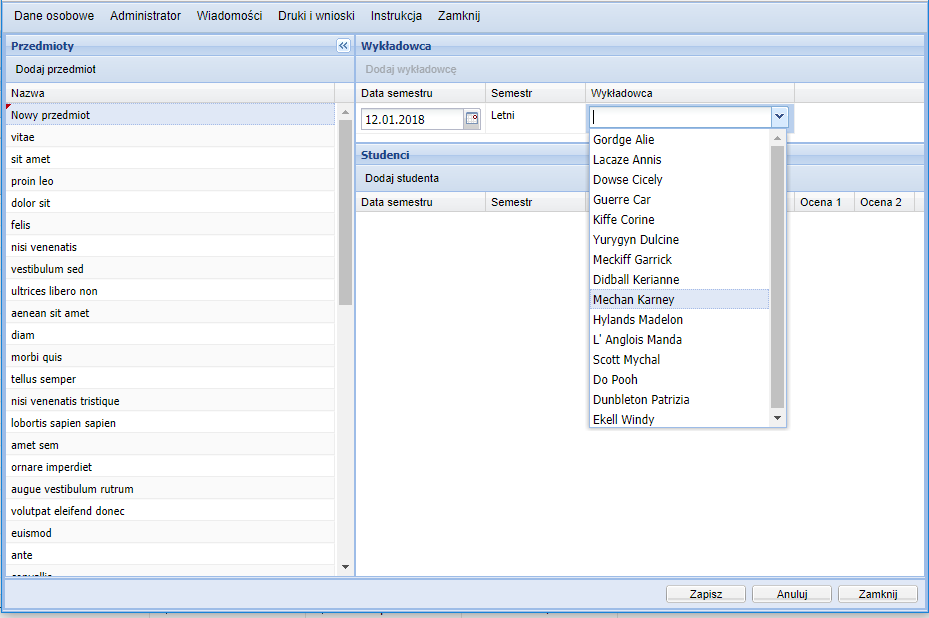 Dane osobowe Administrator Wiadomości Druki i wnioski Instrukcja Zamknij
Przedmioty
Dodaj przedmiot
Nazwa
Nowy przedmiot
vitae
sit amet
proin leo
dolor sit
felis
nisi venenatis
vestibulum sed
ultrices libero non
aenean sit amet
diam
morbi quis
tellus semper
nisi venenatis tristique
lobortis sapien sapien
amet sem
ornare imperdiet
augue vestibulum rutrum
volutpat eleifend donec
euismod
ante
Wykładowca
Dodaj wykładowcę
Data semestru Semestr Wykładowca
12.01.2018 Letni
Gordge Alie
Lacaze Annis
Dowse Cicely
Guerre Car
Kiffe Corine
Yurygyn Dulcine
Meckiff Garrick
Didball Kerianne
Mechan Karney
Hylands Madelon
L' Anglois Manda
Scott Mychal
Do Pooh
Dunbleton Patrizia
Ekell Windy
Studenci
Dodaj studenta
Data semestru Semestr Ocena 1 Ocena 2
Zapisz Anuluj Zamknij